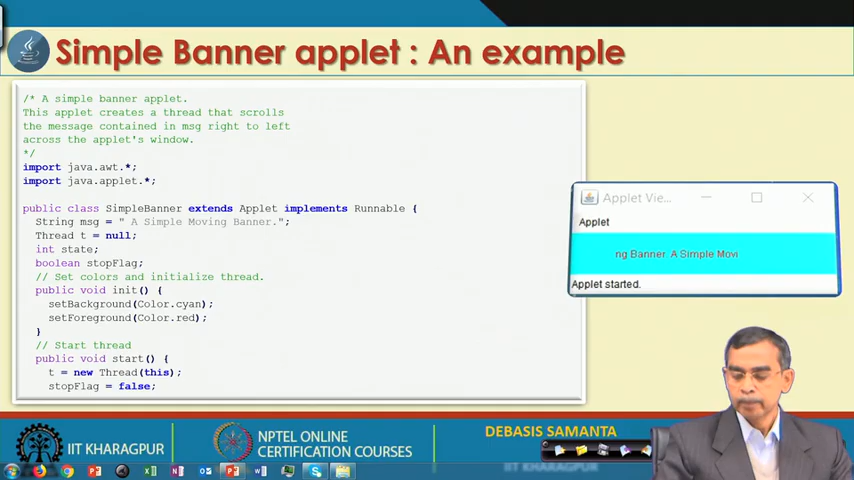 Simple Banner applet : An example
/* A simple banner applet.
This applet creates a thread that scrolls
the message contained in msg right to left
across the applet's window.
*/
import java.awt.*;
import java.applet.*;
public class SimpleBanner extends Applet implements Runnable {
String msg = " A Simple Moving Banner.";
Thread t = null;
int state;
boolean stopFlag;
// Set colors and initialize thread.
public void init() {
setBackground(Color.cyan);
setForeground(Color.red);
}
// Start thread
public void start() {
t = new Thread(this);
stopFlag = false;
Applet Vie...
Applet
ng Banner. A Simple Movi
Applet started.
IIT KHARAGPUR
NPTEL ONLINE
CERTIFICATION COURSES
DEBASIS SAMANTA
IIT KHARAGPUR